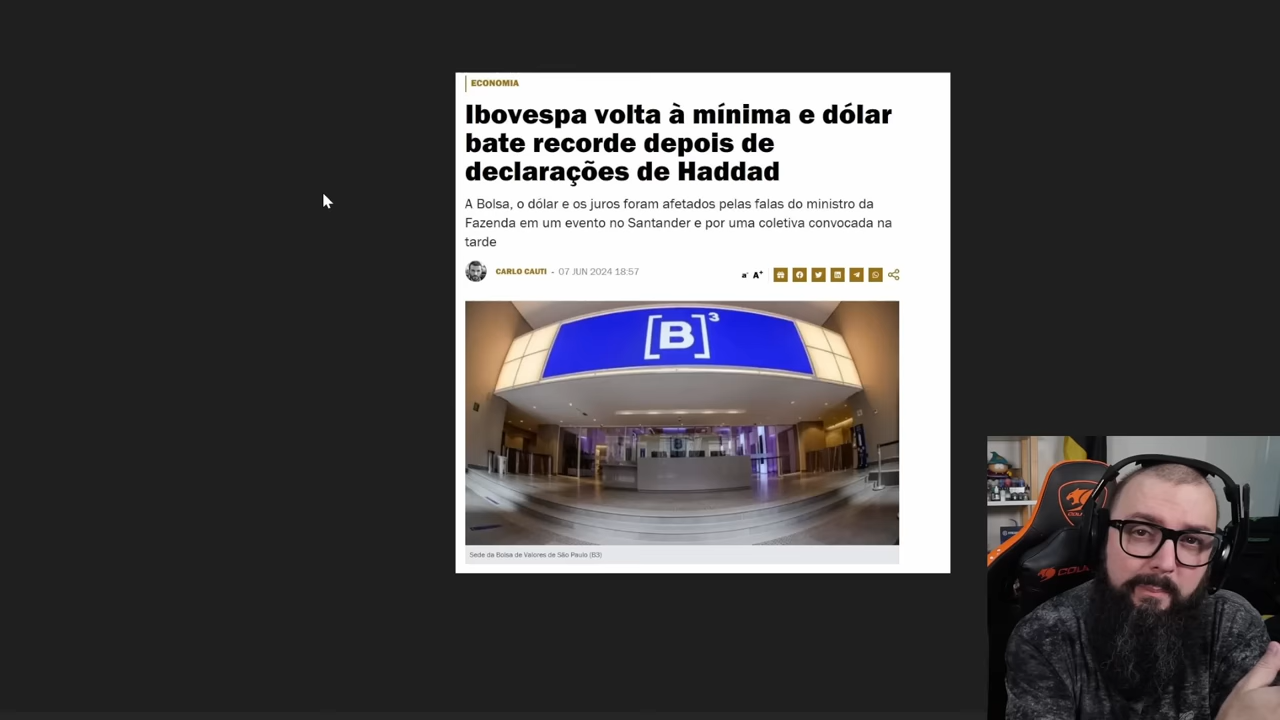 ECONOMIA
Ibovespa volta à mínima e dólar
bate recorde depois de
declarações de Haddad
A Bolsa, o dólar e os juros foram afetados pelas falas do ministro da
Fazenda em um evento no Santander e por uma coletiva convocada na
tarde
CARLO CAUTI - 07 JUN 2024 18:57
a- A+
[B]³
B
Sede da Bolsa de Valores de São Paulo (B3)